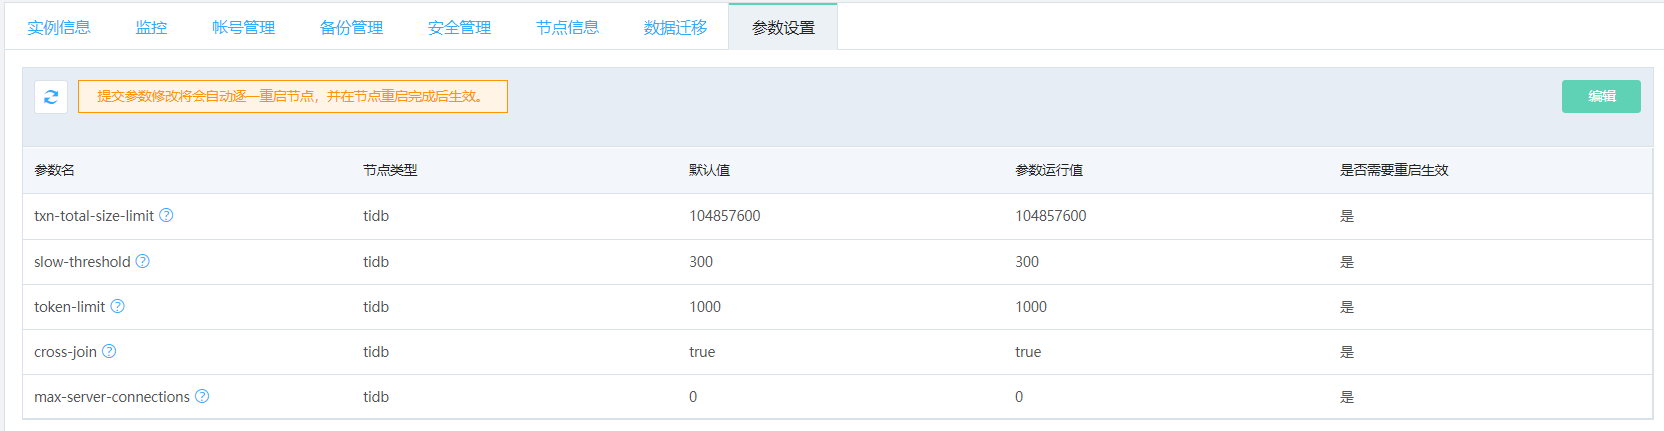 实例信息 监控 帐号管理 备份管理 安全管理 节点信息 数据迁移 参数设置
提交参数修改将会自动逐一重启节点，并在节点重启完成后生效。 编辑
参数名 节点类型 默认值 参数运行值 是否需要重启生效
txn-total-size-limit ? tidb 104857600 104857600 是
slow-threshold ? tidb 300 300 是
token-limit ? tidb 1000 1000 是
cross-join ? tidb true true 是
max-server-connections ? tidb 0 0 是